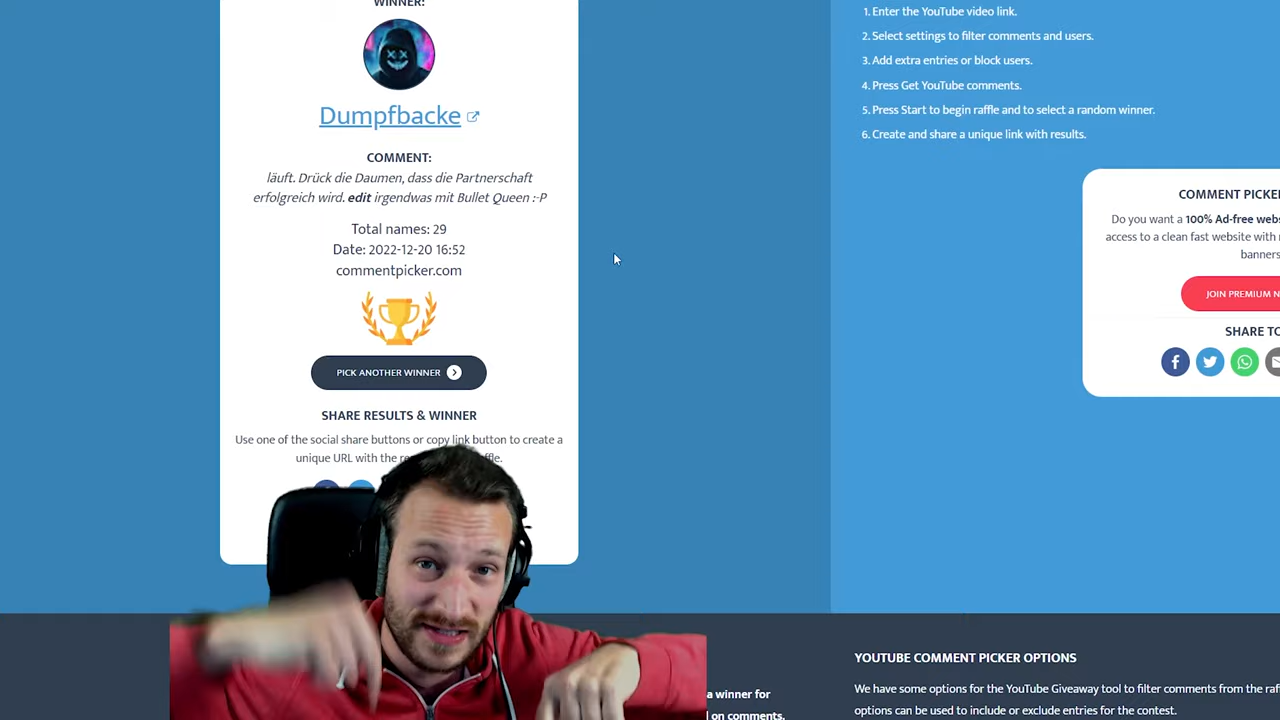 WINNER:
Dumpfbacke
COMMENT:
läuft. Drück die Daumen, dass die Partnerschaft
erfolgreich wird. edit irgendwas mit Bullet Queen :-P
Total names: 29
Date: 2022-12-20 16:52
commentpicker.com
PICK ANOTHER WINNER
SHARE RESULTS & WINNER
Use one of the social share buttons or copy link button to create a
unique URL with the
1. Enter the YouTube video link.
2. Select settings to filter comments and users.
3. Add extra entries or block users.
4. Press Get YouTube comments.
5. Press Start to begin raffle and to select a random winner.
6. Create and share a unique link with results.
COMMENT PICKE
Do you want a 100% Ad-free webs
access to a clean fast website with
banners
JOIN PREMIUM N
SHARE TO
a winner for
d on comments.
YOUTUBE COMMENT PICKER OPTIONS
We have some options for the YouTube Giveaway tool to filter comments from the raf
options can be used to include or exclude entries for the contest.